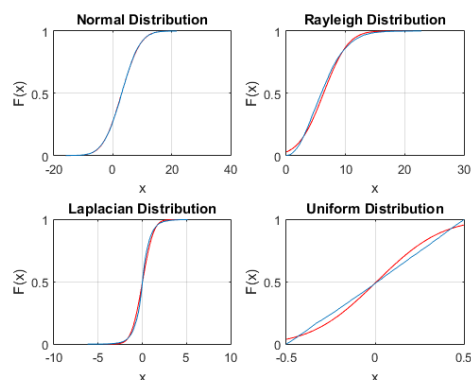 Normal Distribution
1
0.5
0
F(x)
-20 0 20 40
x
Rayleigh Distribution
1
0.5
0
F(x)
0 10 20 30
x
Laplacian Distribution
1
0.5
0
F(x)
-10 -5 0 5 10
x
Uniform Distribution
1
0.5
0
F(x)
-0.5 0 0.5
x